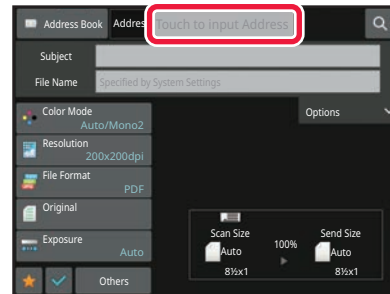 Address Book Addres Touch to input Address
Subject
File Name Specified by System Settings
Options
Color Mode
Auto/Mono2
Resolution
200x200dpi
File Format
PDF
Original
Exposure
Auto
Others
Scan Size
Auto
8½x1
100%
Send Size
Auto
8½x1